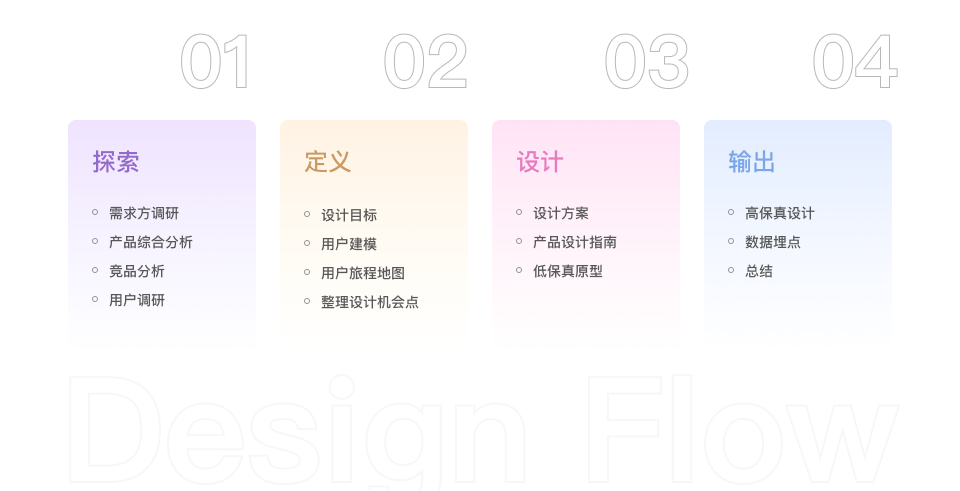 01
探索
需求方调研
产品综合分析
竞品分析
用户调研
02
定义
设计目标
用户建模
用户旅程地图
整理设计机会点
03
设计
设计方案
产品设计指南
低保真原型
04
输出
高保真设计
数据埋点
总结
Design Flow